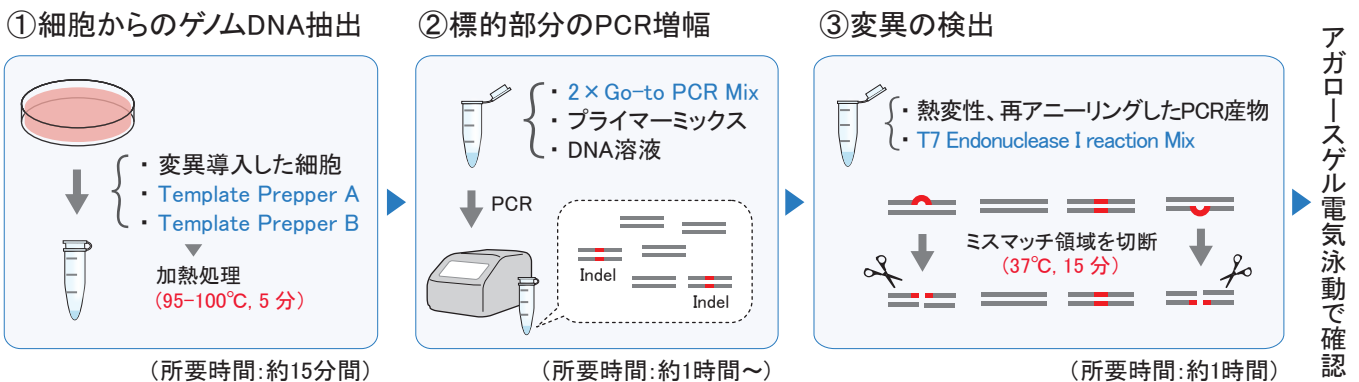 ①細胞からのゲノムDNA抽出
・変異導入した細胞
・Template Prepper A
・Template Prepper B
加熱処理
(95-100℃, 5 分)
(所要時間:約15分間)
②標的部分のPCR増幅
・2×Go-to PCR Mix
・プライマーミックス
・DNA溶液
PCR
Indel
Indel
(所要時間:約1時間~)
③変異の検出
・熱変性、再アニーリングしたPCR産物
・T7 Endonuclease I reaction Mix
ミスマッチ領域を切断
(37℃, 15 分)
(所要時間:約1時間)
アガロースゲル電気泳動で確認